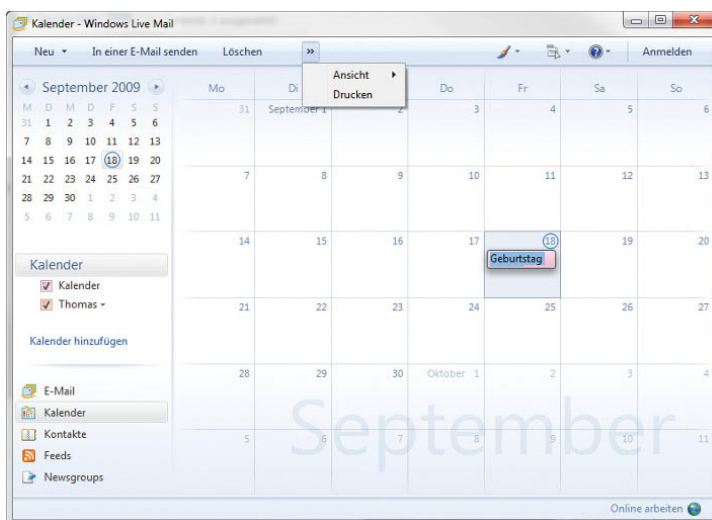 Kalender - Windows Live Mail
Neu In einer E-Mail senden Löschen » Anmelden
Ansicht
Drucken
September 2009
M D M D F S S
31 1 2 3 4 5 6
7 8 9 10 11 12 13
14 15 16 17 18 19 20
21 22 23 24 25 26 27
28 29 30 1 2 3 4
5 6 7 8 9 10 11
Kalender
Kalender
Thomas
Kalender hinzufügen
E-Mail
Kalender
Kontakte
Feeds
Newsgroups
Mo Di Do Fr Sa So
31 September 1 2 3 4 5 6
7 8 9 10 11 12 13
14 15 16 17 18 19 20
Geburtstag
21 22 23 24 25 26 27
28 29 30 Oktober 1 2 3 4
5 6 7 8 9 10 11
September
Online arbeiten